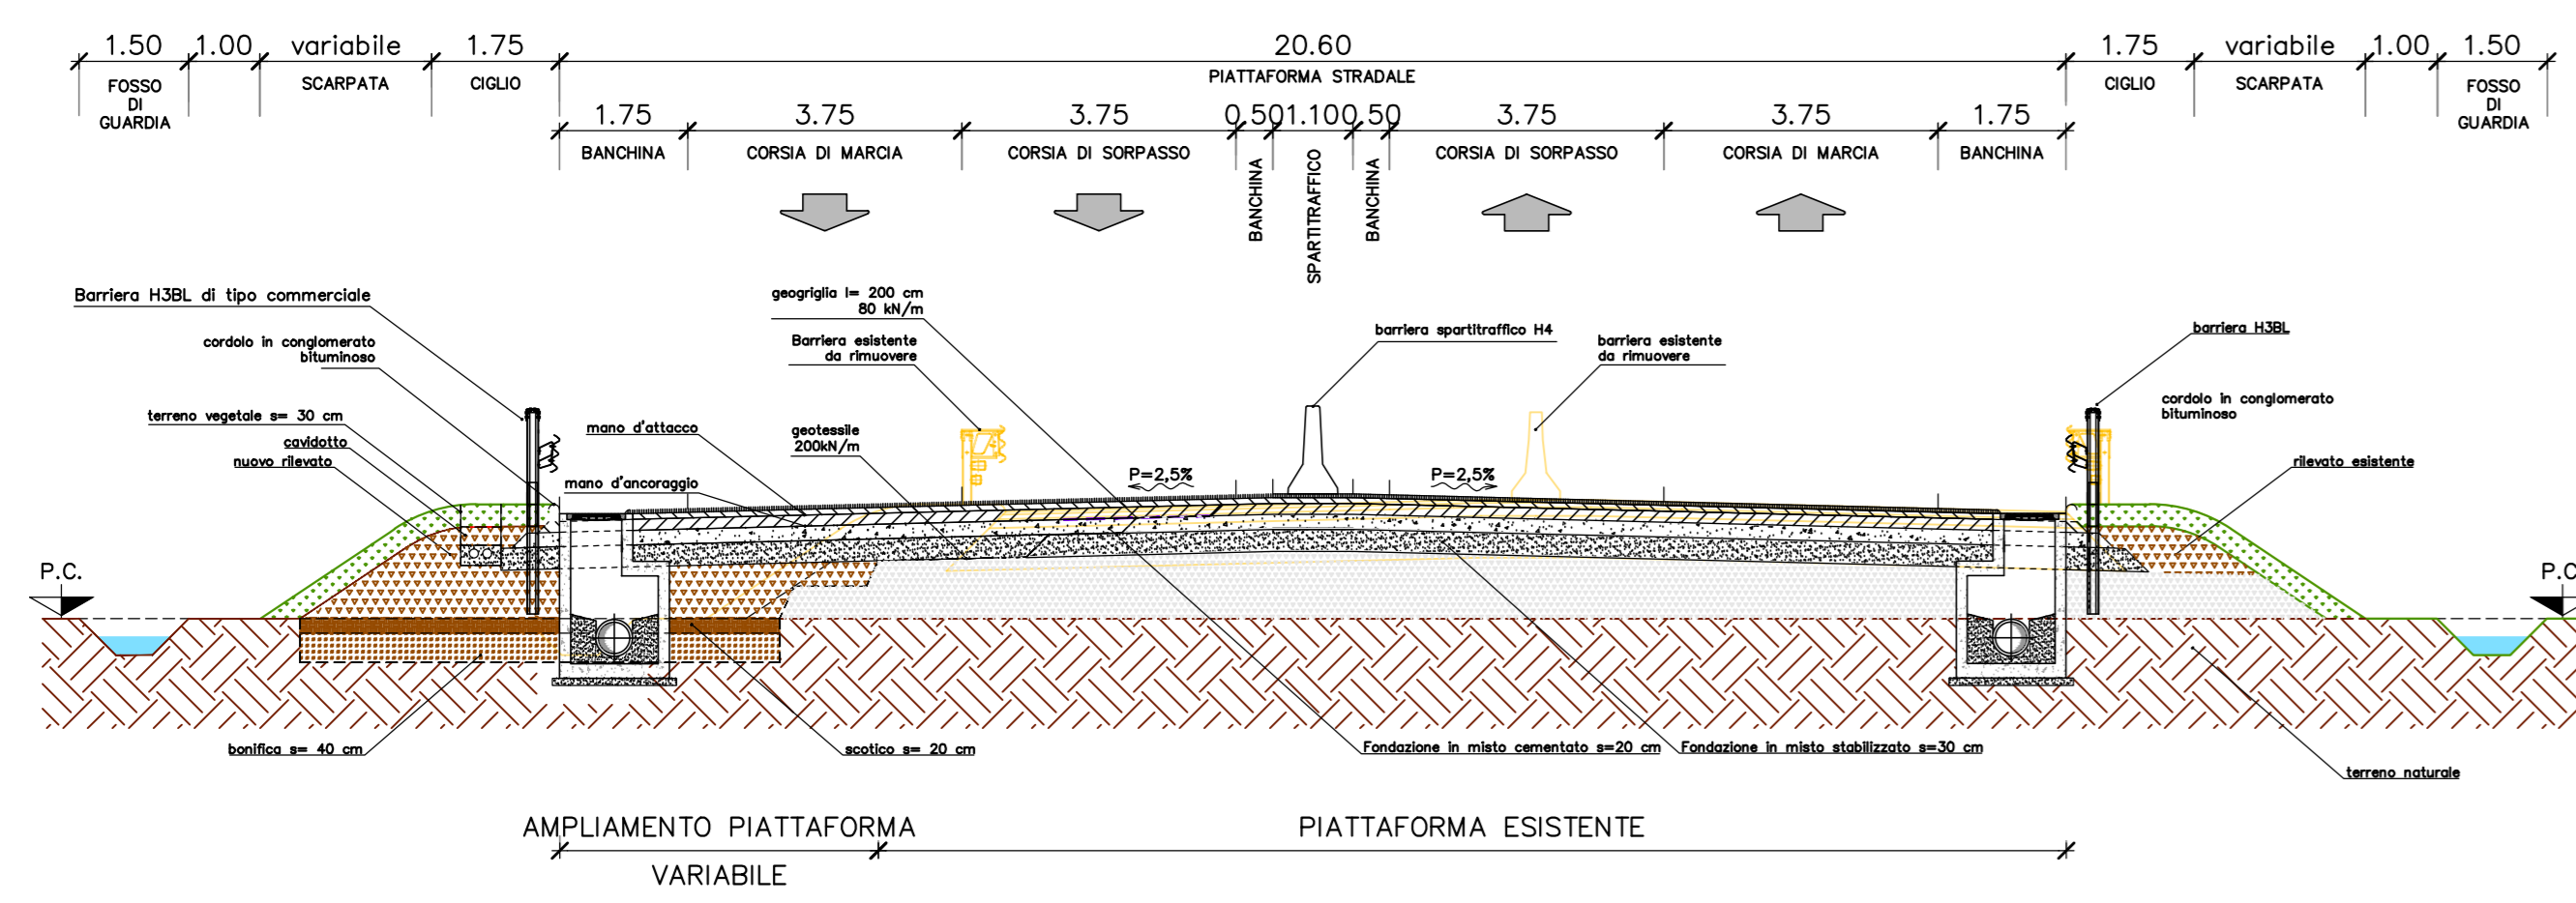 1.50 1.00 variabile 1.75 20.60 1.75 variabile 1.00 1.50
FOSSO
DI
GUARDIA
SCARPATA
CIGLIO
PIATTAFORMA STRADALE
CIGLIO
SCARPATA
FOSSO
DI
GUARDIA
1.75 3.75 3.75 0.50 1.10 0.50 3.75 3.75 1.75
BANCHINA
CORSIA DI MARCIA
CORSIA DI SORPASSO
BANCHINA
SPARTITRAFFICO
BANCHINA
CORSIA DI SORPASSO
CORSIA DI MARCIA
BANCHINA
Barriera H3BL di tipo commerciale
cordolo in conglomerato
bituminoso
terreno vegetale s= 30 cm
cavidotto
nuovo rilevato
geogriglia l= 200 cm
80 kN/m
Barriera esistente
da rimuovere
mano d'attacco
geotessile
200kN/m
mano d'ancoraggio
barriera spartitraffico H4
barriera esistente
da rimuovere
P=2,5%
P=2,5%
barriera H3BL
cordolo in conglomerato
bituminoso
rilevato esistente
P.C.
P.C
bonifica s= 40 cm
scotico s= 20 cm
Fondazione in misto cementato s=20 cm
Fondazione in misto stabilizzato s=30 cm
terreno naturale
AMPLIAMENTO PIATTAFORMA
VARIABILE
PIATTAFORMA ESISTENTE